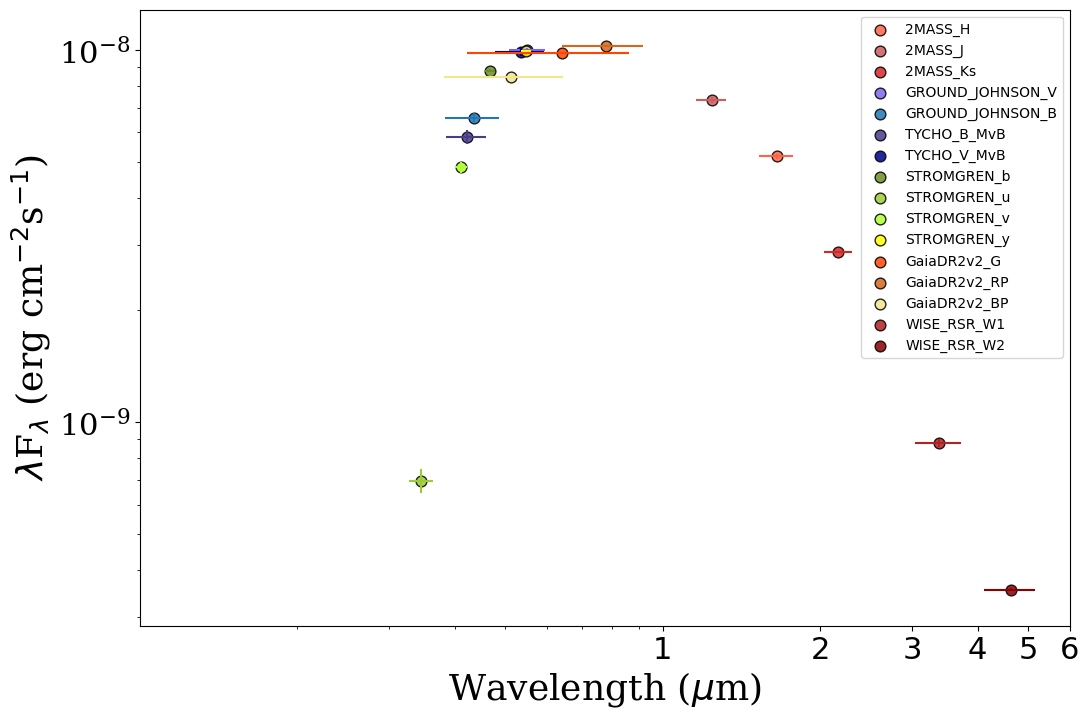 10⁻⁸
10⁻⁹
λF_λ (erg cm⁻²s⁻¹)
2MASS_H
2MASS_J
2MASS_Ks
GROUND_JOHNSON_V
GROUND_JOHNSON_B
TYCHO_B_MvB
TYCHO_V_MvB
STROMGREN_b
STROMGREN_u
STROMGREN_v
STROMGREN_y
GaiaDR2v2_G
GaiaDR2v2_RP
GaiaDR2v2_BP
WISE_RSR_W1
WISE_RSR_W2
1 2 3 4 5 6
Wavelength (μm)